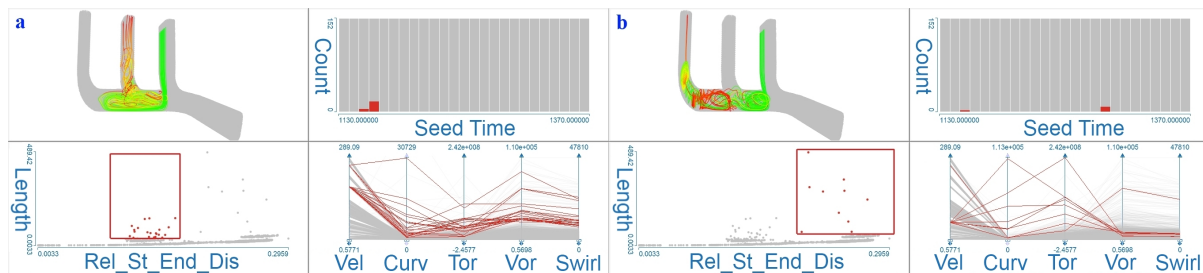 a
152
Count
0
1130.000000
1370.000000
Seed Time
489.42
Length
0.0033
0.0033
0.2959
Rel_St_End_Dis
289.09
30729
2.42e+008
1.10e+005
47810
0.5771
0
-2.4577
0.5698
0
Vel
Curv
Tor
Vor
Swirl
b
152
Count
0
1130.000000
1370.000000
Seed Time
489.42
Length
0.0033
0.0033
0.2959
Rel_St_End_Dis
289.09
1.13e+005
2.42e+008
1.10e+005
47810
0.5771
0
-2.4577
0.5698
0
Vel
Curv
Tor
Vor
Swirl